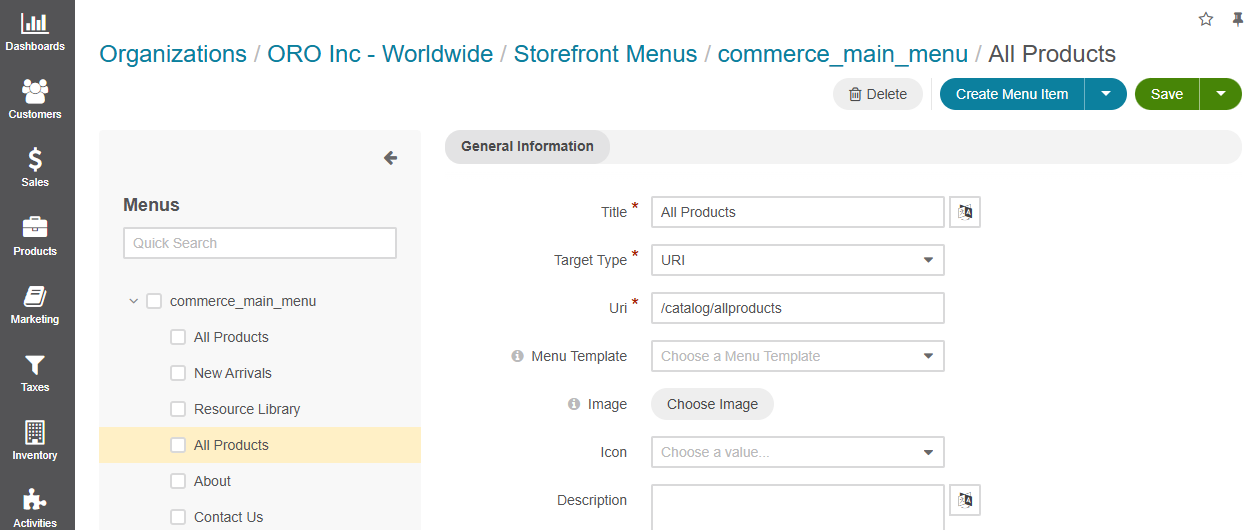 Dashboards
Customers
Sales
Products
Marketing
Taxes
Inventory
Activities
Organizations / ORO Inc - Worldwide / Storefront Menus / commerce_main_menu / All Products
Delete
Create Menu Item
Save
Menus
Quick Search
commerce_main_menu
All Products
New Arrivals
Resource Library
All Products
About
Contact Us
General Information
Title * All Products
Target Type * URI
Uri * /catalog/allproducts
Menu Template Choose a Menu Template
Image Choose Image
Icon Choose a value...
Description